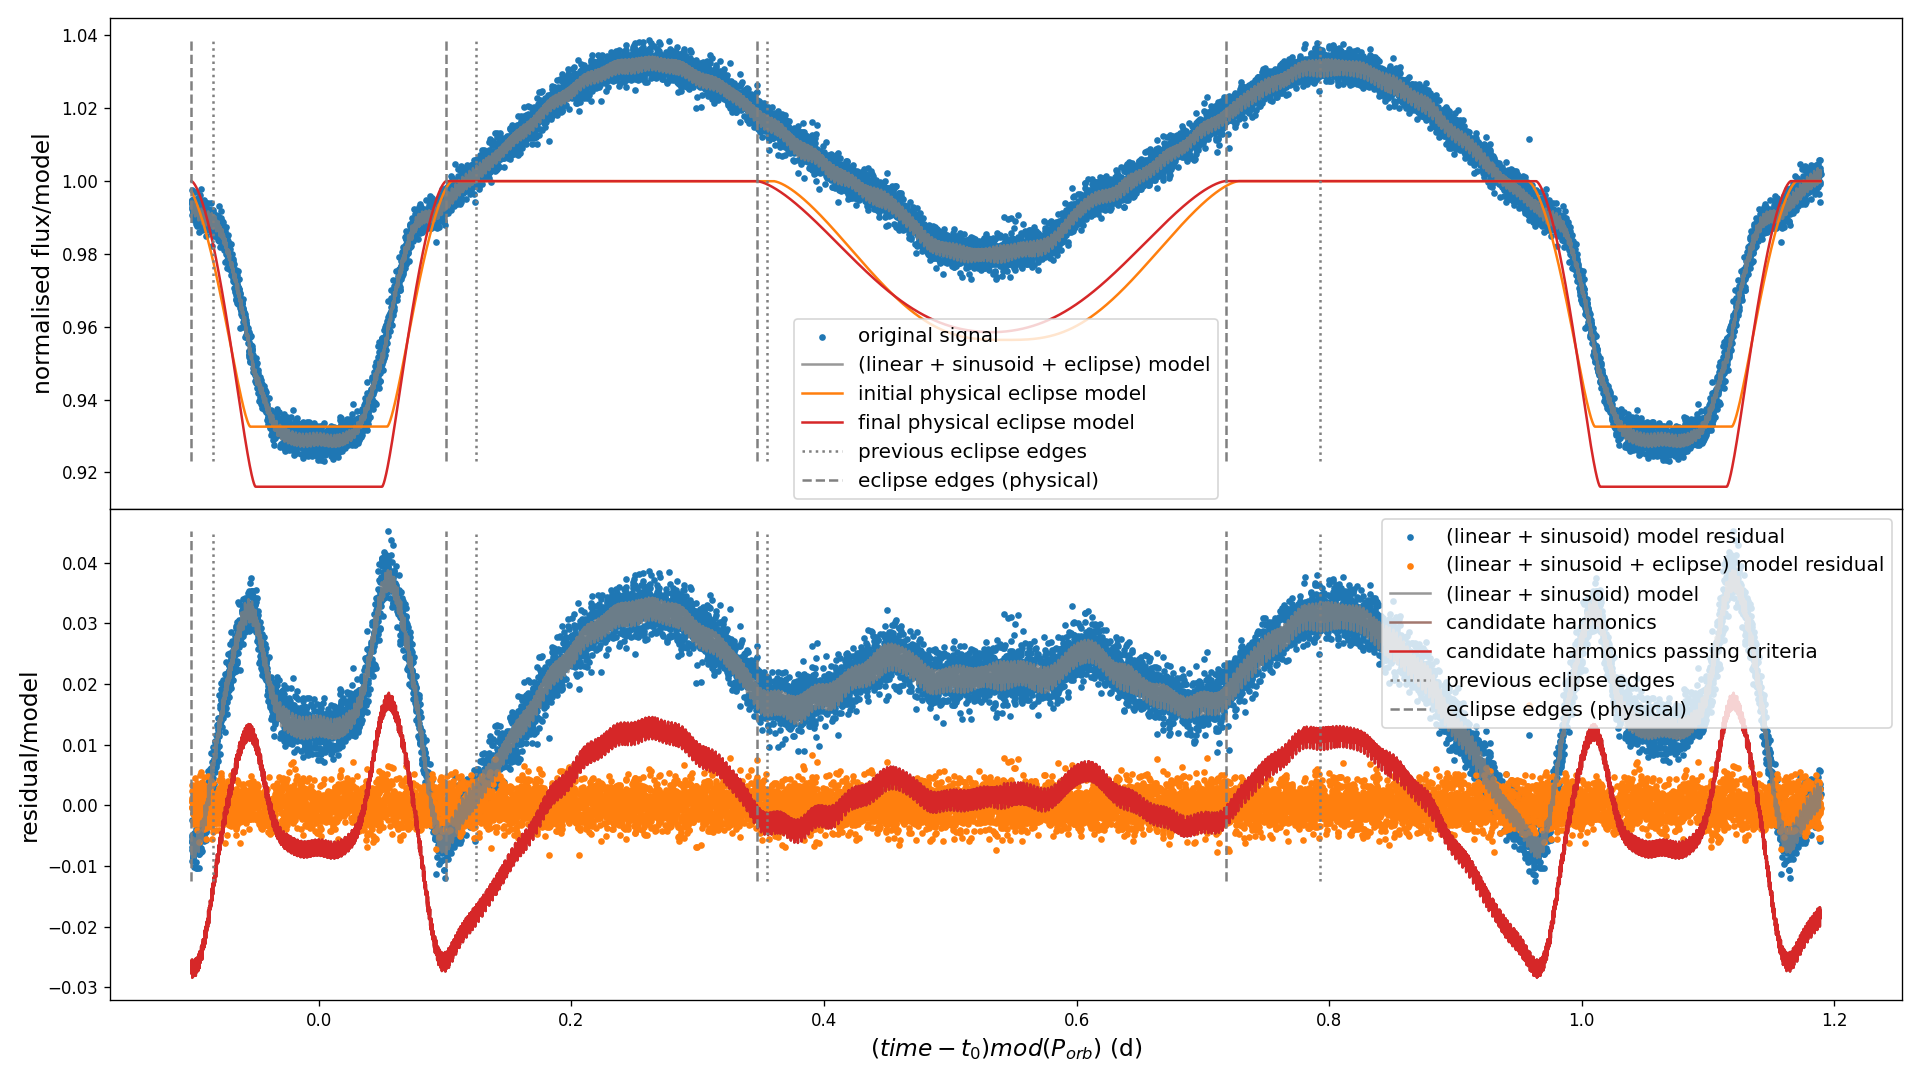 normalised flux/model
1.04
1.02
1.00
0.98
0.96
0.94
0.92
original signal
(linear + sinusoid + eclipse) model
initial physical eclipse model
final physical eclipse model
previous eclipse edges
eclipse edges (physical)
residual/model
0.04
0.03
0.02
0.01
0.00
−0.01
−0.02
−0.03
(linear + sinusoid) model residual
(linear + sinusoid + eclipse) model residual
(linear + sinusoid) model
candidate harmonics
candidate harmonics passing criteria
previous eclipse edges
eclipse edges (physical)
0.0 0.2 0.4 0.6 0.8 1.0 1.2
(time − t₀)mod(P_orb) (d)